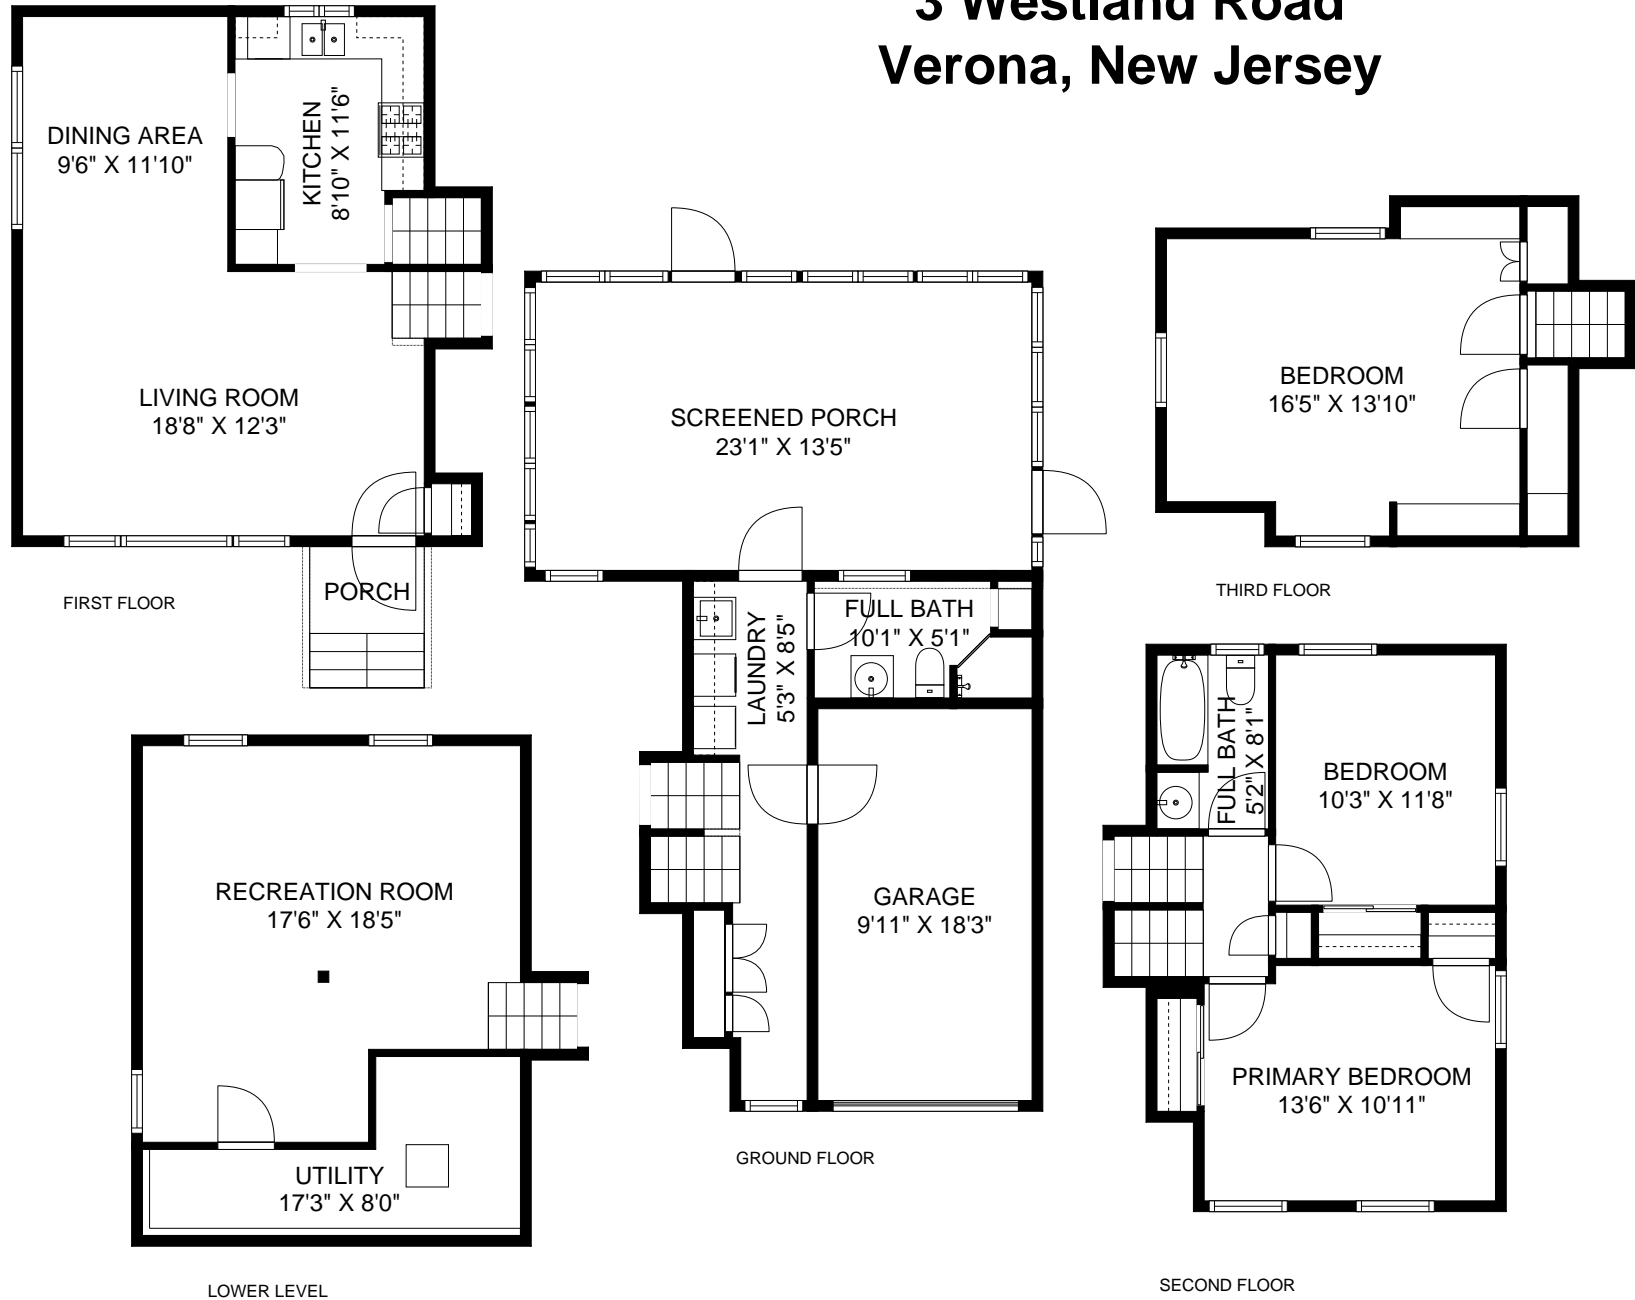 3 Westland Road
Verona, New Jersey
DINING AREA
9'6" X 11'10"
KITCHEN
8'10" X 11'6"
LIVING ROOM
18'8" X 12'3"
PORCH
FIRST FLOOR
SCREENED PORCH
23'1" X 13'5"
LAUNDRY
5'3" X 8'5"
FULL BATH
10'1" X 5'1"
GARAGE
9'11" X 18'3"
GROUND FLOOR
BEDROOM
16'5" X 13'10"
THIRD FLOOR
RECREATION ROOM
17'6" X 18'5"
UTILITY
17'3" X 8'0"
LOWER LEVEL
FULL BATH
5'2" X 8'1"
BEDROOM
10'3" X 11'8"
PRIMARY BEDROOM
13'6" X 10'11"
SECOND FLOOR